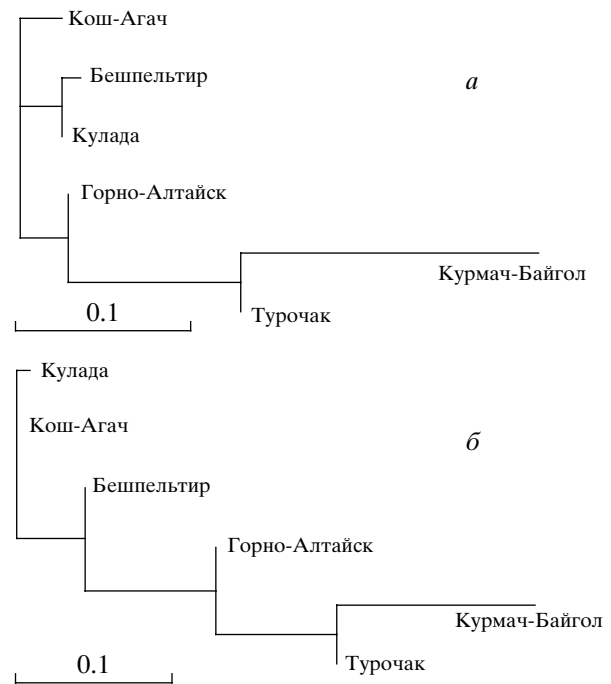 Кош-Агач
Бешпельтир
а
Кулада
Горно-Алтайск
Курмач-Байгол
0.1
Турочак
Кулада
Кош-Агач
б
Бешпельтир
Горно-Алтайск
Курмач-Байгол
0.1
Турочак